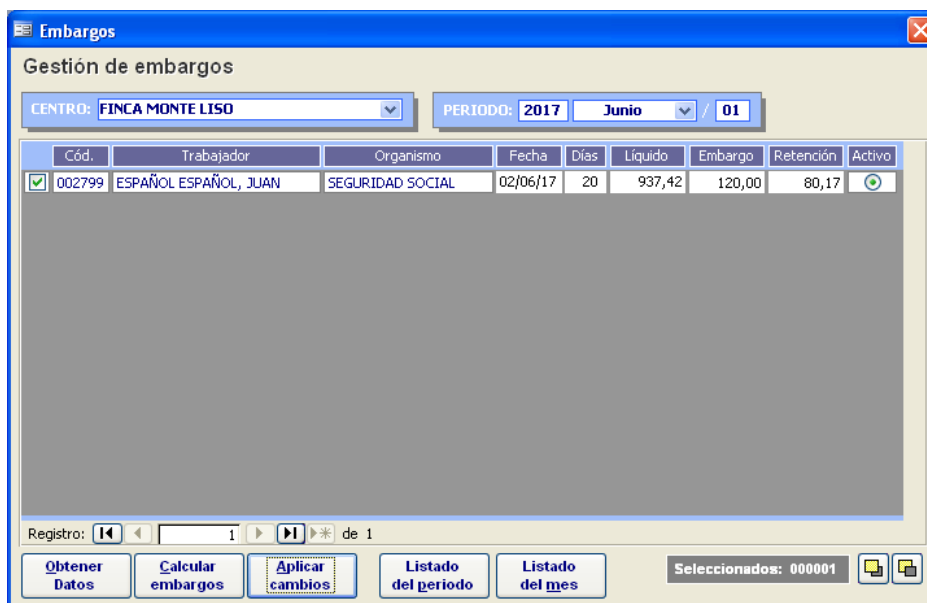 Embargos
Gestión de embargos
CENTRO: FINCA MONTE LISO PERIODO: 2017 Junio / 01
Cód. Trabajador Organismo Fecha Días Líquido Embargo Retención Activo
002799 ESPAÑOL ESPAÑOL, JUAN SEGURIDAD SOCIAL 02/06/17 20 937,42 120,00 80,17
Registro: 1 de 1
Obtener Calcular Aplicar Listado Listado
Datos embargos cambios del periodo del mes
Seleccionados: 000001